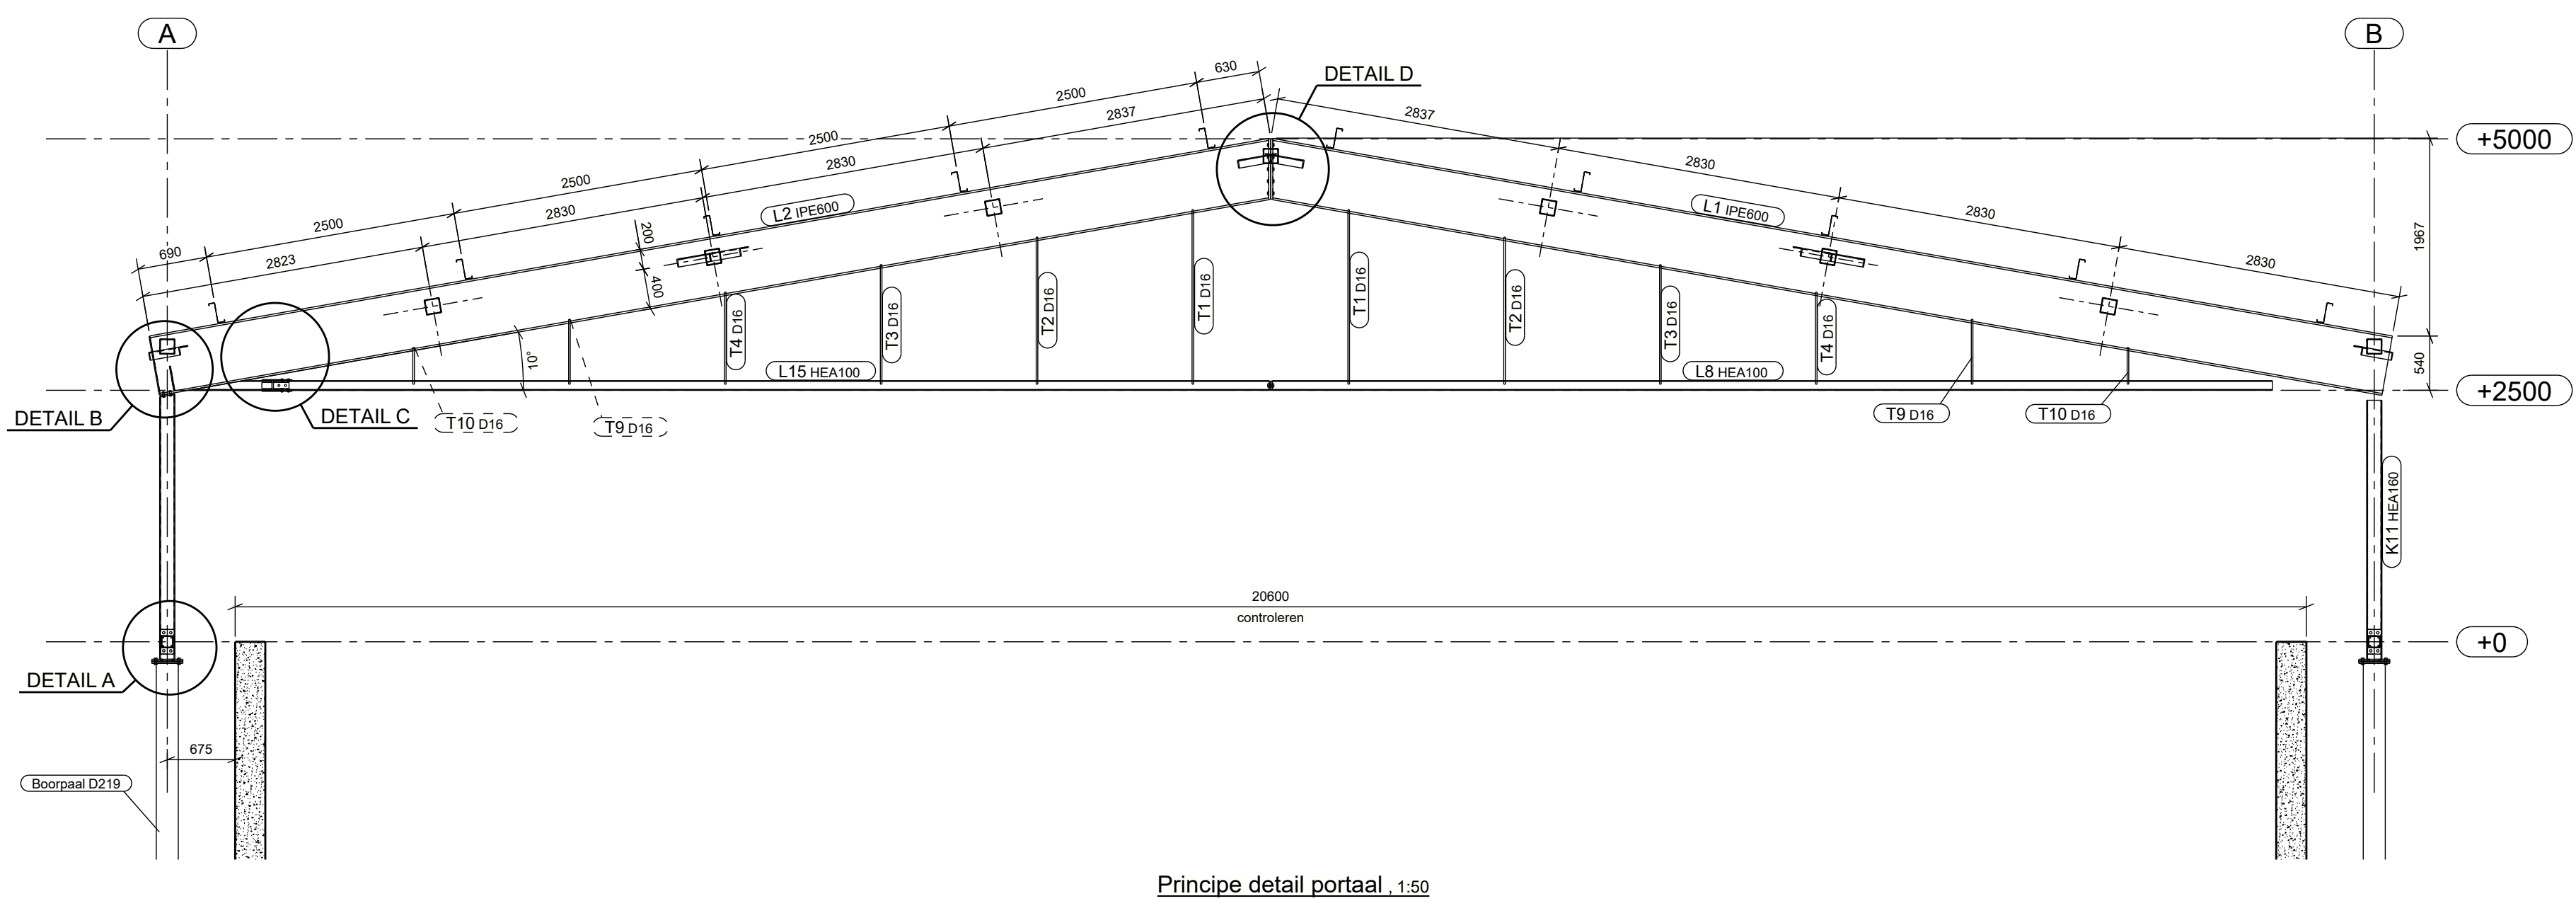 A
B
DETAIL D
630
2500
2837
2837
2500
2830
2830
2500
2830
2500
2823
690
200
400
L2 IPE600
L1 IPE600
2830
2830
+5000
1967
540
+2500
10°
T4 D16
T3 D16
T2 D16
T1 D16
T1 D16
T2 D16
T3 D16
T4 D16
L15 HEA100
L8 HEA100
DETAIL B
DETAIL C
T10 D16
T9 D16
T9 D16
T10 D16
K11 HEA160
20600
controleren
+0
DETAIL A
675
Boorpaal D219
Principe detail portaal , 1:50